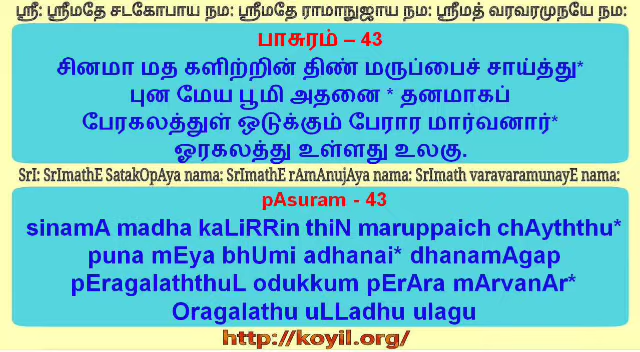 ஸ்ரீ: ஸ்ரீமதே சடகோபாய நம: ஸ்ரீமதே ராமாநுஜாய நம: ஸ்ரீமத் வரவரமுநயே நம:
பாசுரம் – 43
சினமா மத களிற்றின் திண் மருப்பைச் சாய்த்து*
புன மேய பூமி அதனை * தனமாகப்
பேரகலத்துள் ஒடுக்கும் பேரார மார்வனார்*
ஓரகலத்து உள்ளது உலகு.
SrI: SrImathE SatakOpAya nama: SrImathE rAmAnujAya nama: SrImath varavaramunayE nama:
pAsuram - 43
sinamA madha kaLiRRin thiN maruppaich chAyththu*
puna mEya bhUmi adhanai* dhanamAgap
pEragalaththuL odukkum pErAra mArvanAr*
Oragalathu uLLadhu ulagu
http://koyil.org/